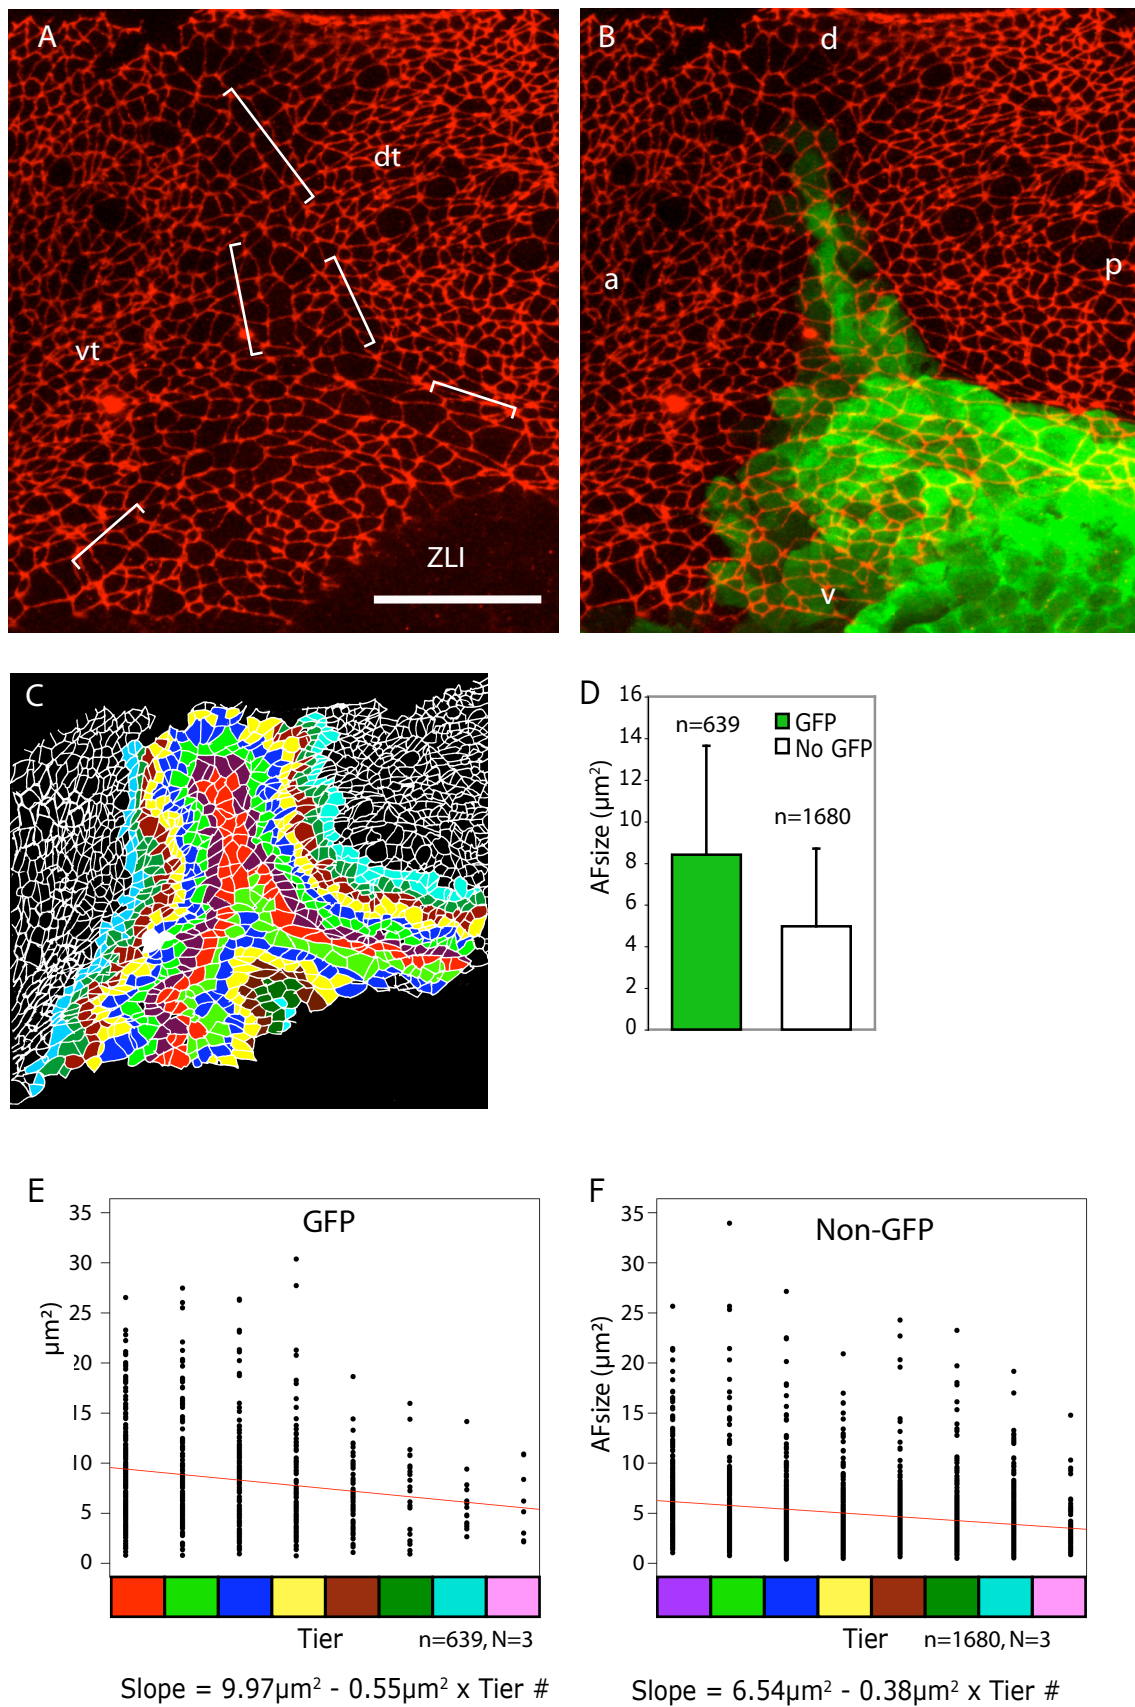 A
dt
vt
ZLI
B
d
a
p
v
C
D
16
14
12
10
8
6
4
2
0
AFsize (µm²)
n=639
n=1680
GFP
No GFP
E
GFP
35
30
25
20
15
10
5
0
µm²)
Tier
n=639, N=3
Slope = 9.97µm² - 0.55µm² x Tier #
F
Non-GFP
35
30
25
20
15
10
5
0
AFsize (µm²)
Tier
n=1680, N=3
Slope = 6.54µm² - 0.38µm² x Tier #